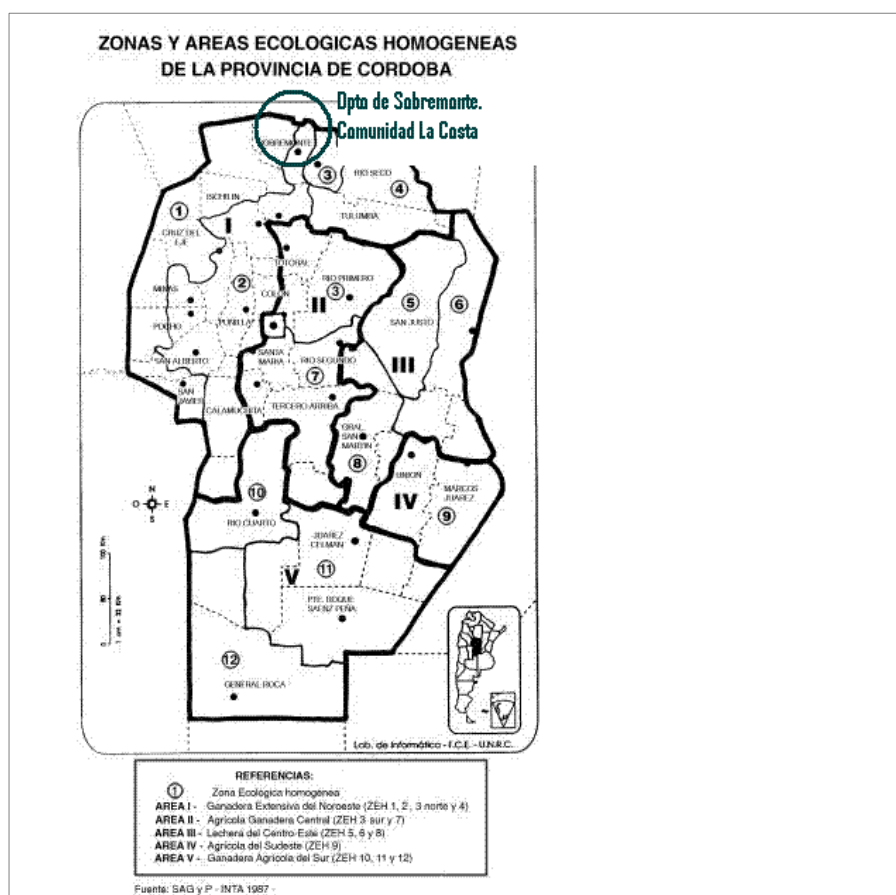 ZONAS Y AREAS ECOLOGICAS HOMOGENEAS
DE LA PROVINCIA DE CORDOBA
Dpto de Sobremonte.
Comunidad La Costa
SOBREMONTE
3
RIO SECO
4
ISCHILIN
1
TULUMBA
I
CRUZ DEL
EJE
TOTORAL
RIO PRIMERO
2
3
COLON
5
6
MINAS
II
PUNILLA
SAN JUSTO
POCHO
SANTA
MARIA
RIO SEGUNDO
III
SAN ALBERTO
7
SAN
JAVIER
TERCERO ARRIBA
CALAMUCHITA
GRAL.
SAN
MARTIN
8
UNION
MARCOS
JUAREZ
N
O E
S
10
IV
9
RIO CUARTO
JUAREZ
CELMAN
11
V
PTE. ROQUE
SAENZ PEÑA
12
GENERAL ROCA
Lab. de Informática - F.C.E. - U.N.R.C.
REFERENCIAS:
1 Zona Ecológica homogénea
AREA I - Ganadera Extensiva del Noroeste (ZEH 1, 2 , 3 norte y 4)
AREA II - Agrícola Ganadera Central (ZEH 3 sur y 7)
AREA III - Lechera del Centro-Este (ZEH 5, 6 y 8)
AREA IV - Agrícola del Sudeste (ZEH 9)
AREA V - Ganadera Agrícola del Sur (ZEH 10, 11 y 12)
Fuente: SAG y P - INTA 1987 -